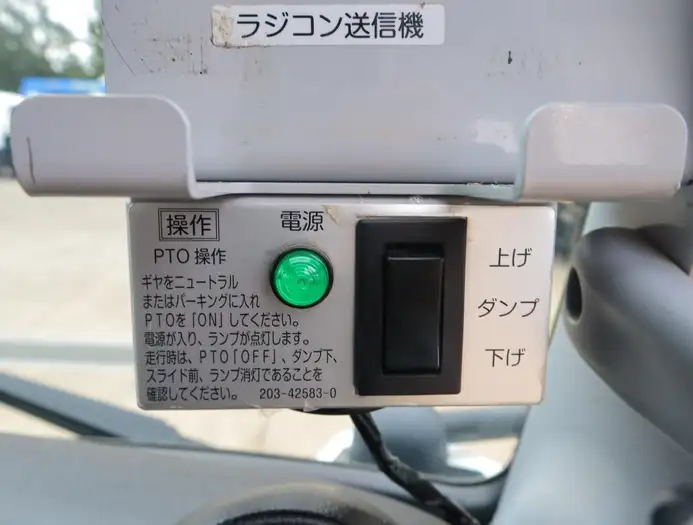 ラジコン送信機
操作
電源
PTO 操作
ギヤをニュートラル
またはパーキングに入れ
PTOを「ON」してください。
電源が入り、ランプが点灯します。
走行時は、PTO「OFF」、ダンプ下、
スライド前、ランプ消灯であることを
確認してください。 203-42583-0
上げ
ダンプ
下げ